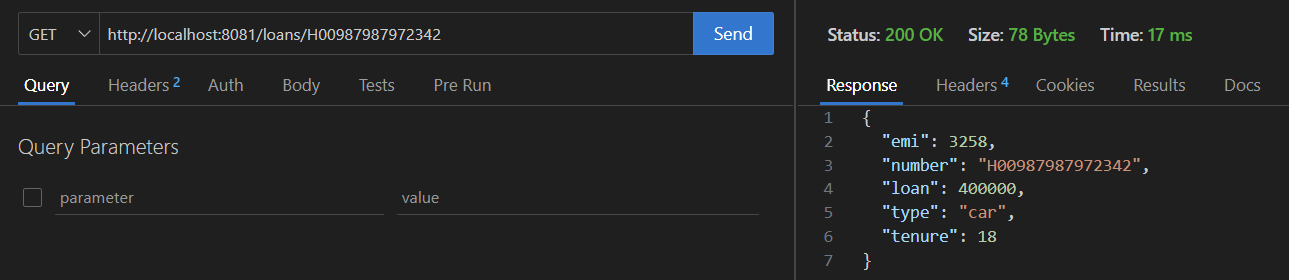 GET http://localhost:8081/loans/H00987987972342 Send
Query Headers 2 Auth Body Tests Pre Run
Query Parameters
parameter value
Status: 200 OK Size: 78 Bytes Time: 17 ms
Response Headers 4 Cookies Results Docs
1 {
2 "emi": 3258,
3 "number": "H00987987972342",
4 "loan": 400000,
5 "type": "car",
6 "tenure": 18
7 }